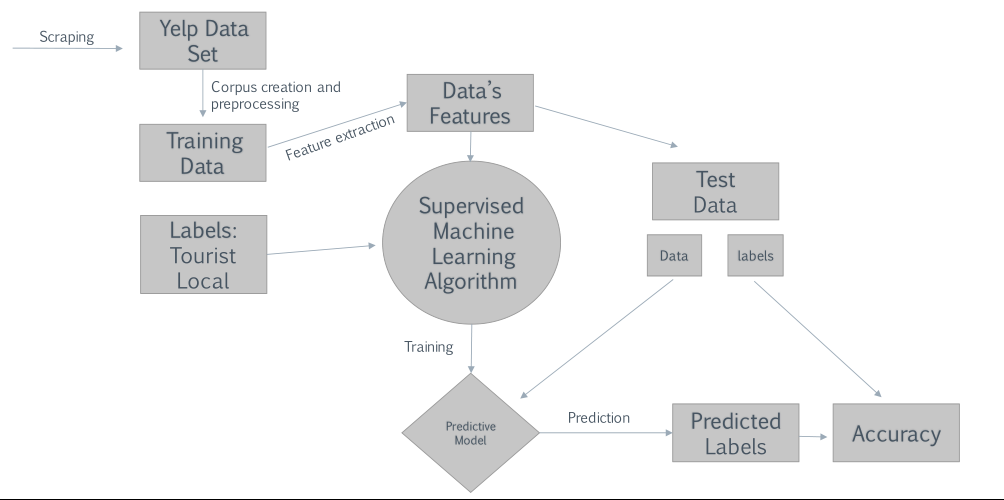 Scraping
Yelp Data
Set
Corpus creation and
preprocessing
Training
Data
Feature extraction
Data's
Features
Labels:
Tourist
Local
Supervised
Machine
Learning
Algorithm
Test
Data
Data
labels
Training
Predictive
Model
Prediction
Predicted
Labels
Accuracy